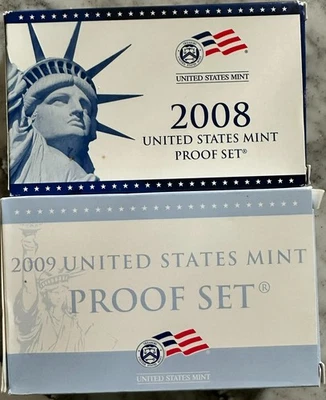 UNITED STATES MINT
2008
UNITED STATES MINT
PROOF SET®
2009 UNITED STATES MINT
PROOF SET®
UNITED STATES MINT